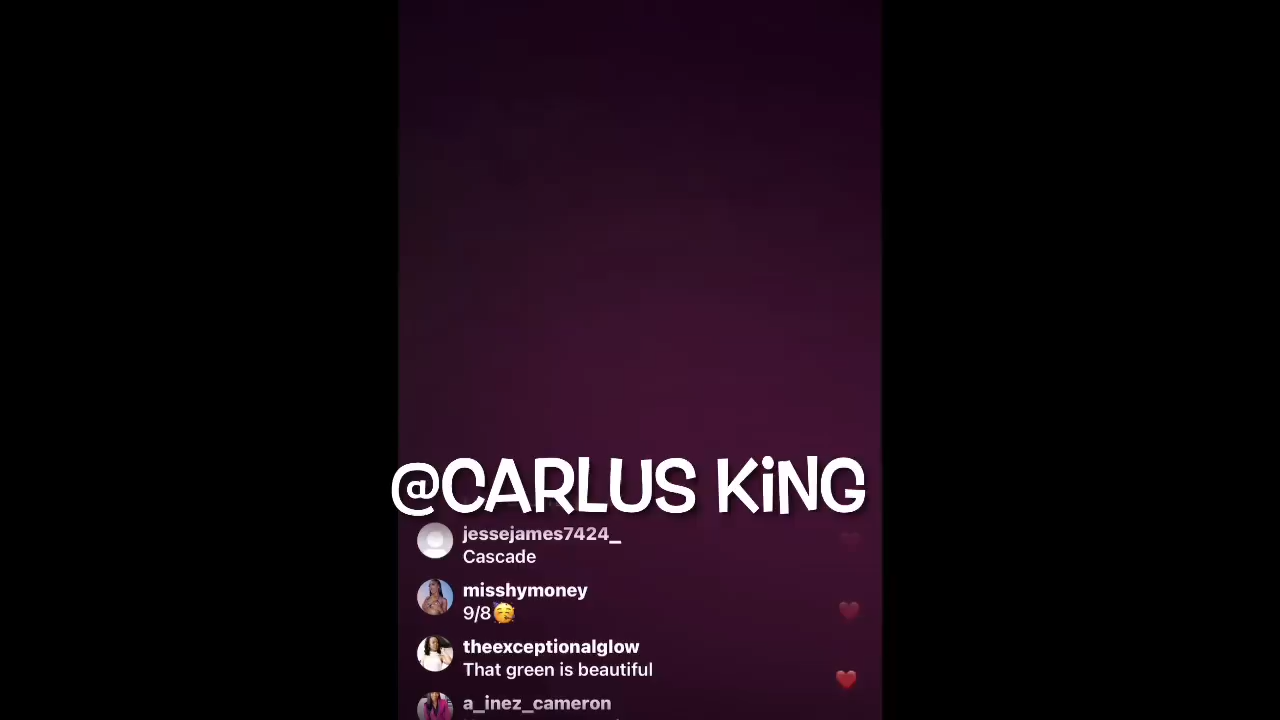 @CARLUS KiNG
jessejames7424_
Cascade
misshymoney
9/8🥳
theexceptionalglow
That green is beautiful
a_inez_cameron